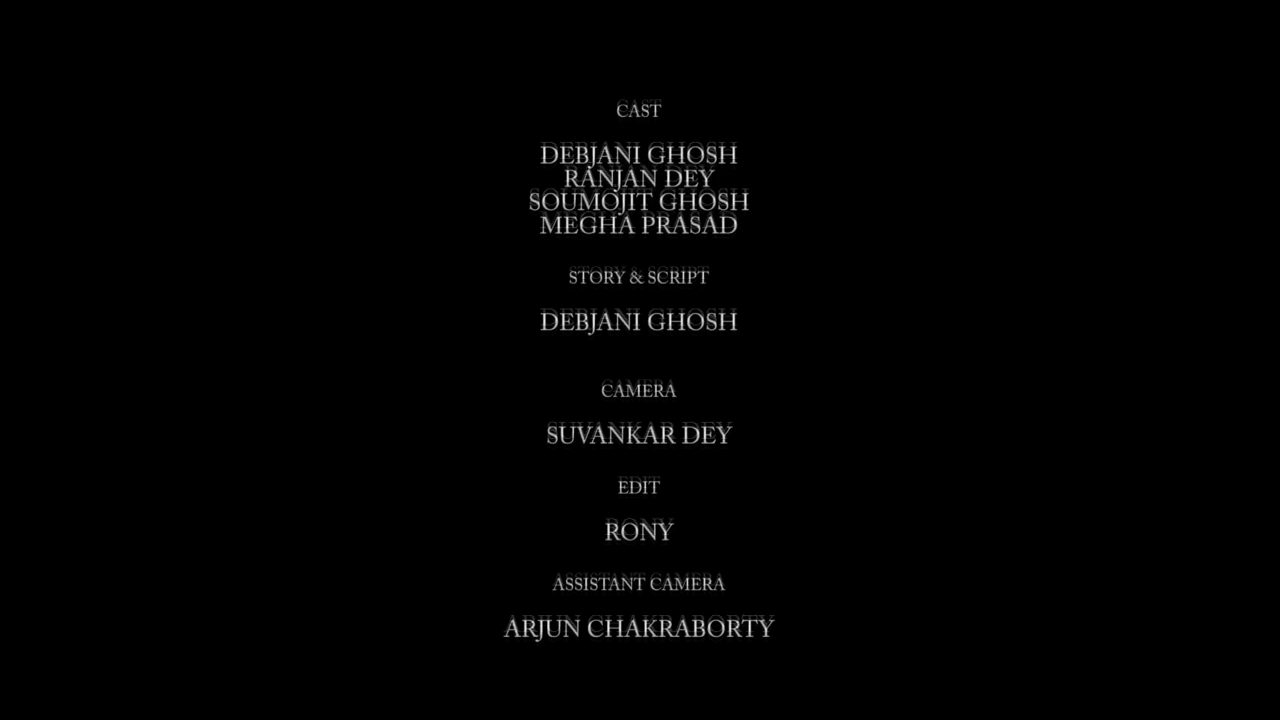 CAST
DEBJANI GHOSH
RANJAN DEY
SOUMOJIT GHOSH
MEGHA PRASAD
STORY & SCRIPT
DEBJANI GHOSH
CAMERA
SUVANKAR DEY
EDIT
RONY
ASSISTANT CAMERA
ARJUN CHAKRABORTY